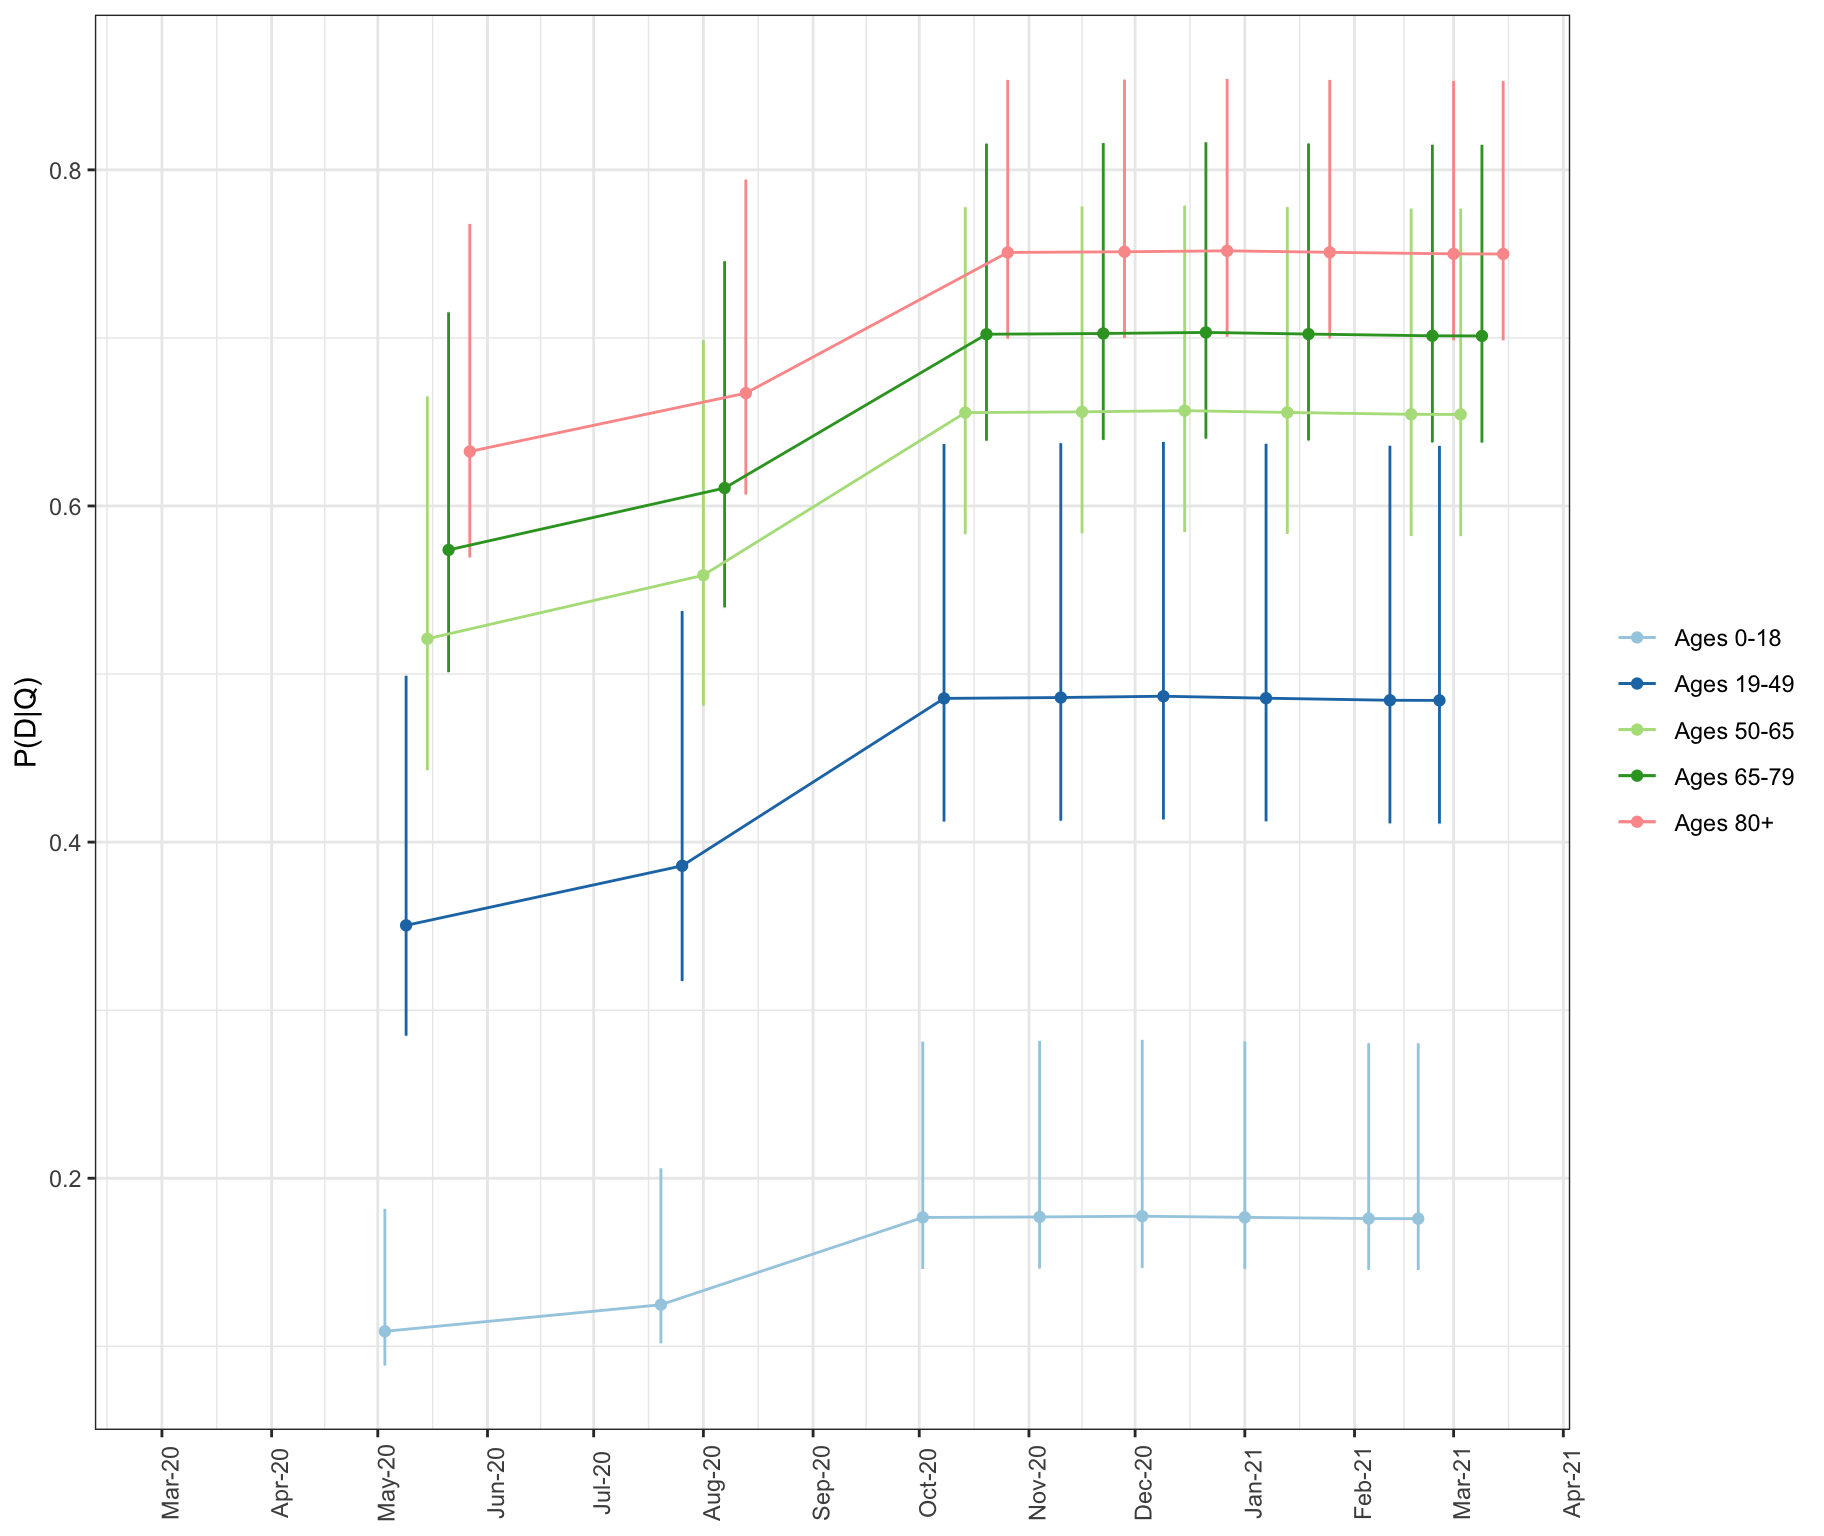 P(D|Q)
0.8
0.6
0.4
0.2
Mar-20
Apr-20
May-20
Jun-20
Jul-20
Aug-20
Sep-20
Oct-20
Nov-20
Dec-20
Jan-21
Feb-21
Mar-21
Apr-21
Ages 0-18
Ages 19-49
Ages 50-65
Ages 65-79
Ages 80+